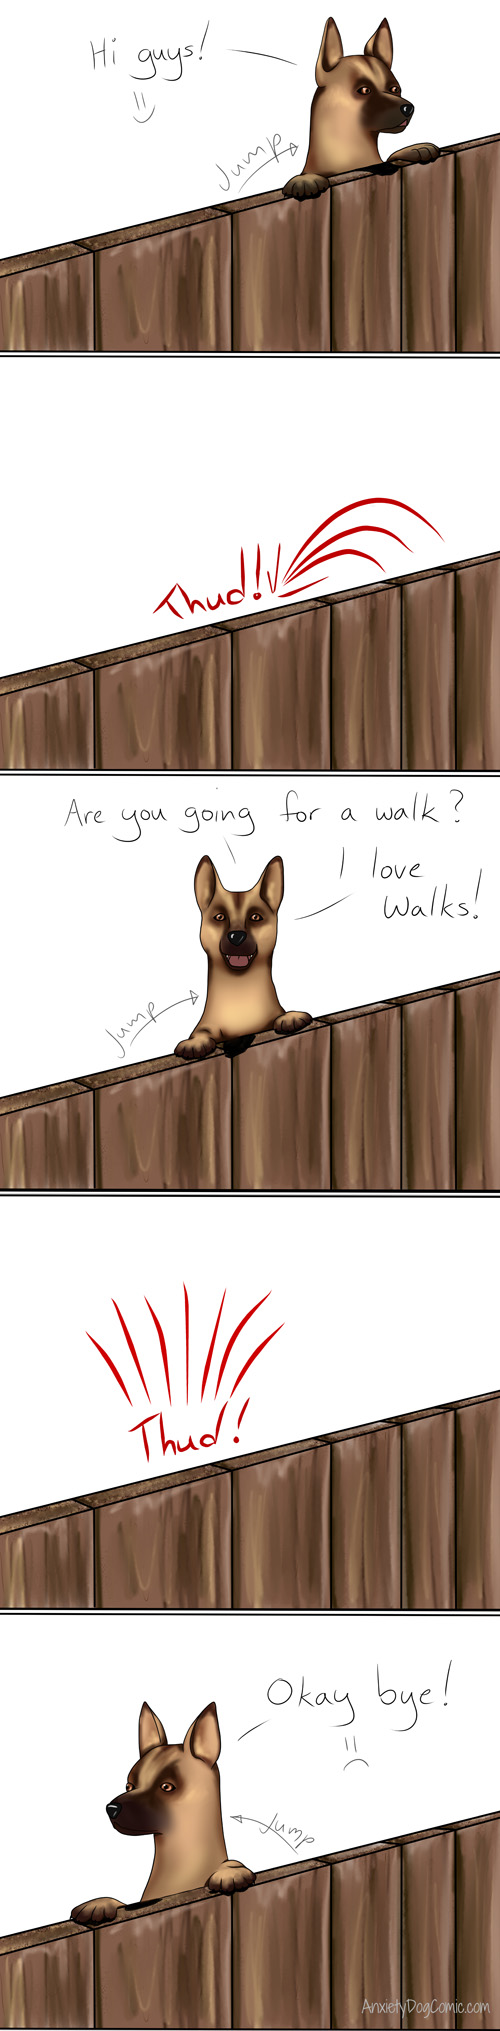 Hi guys!
=)
Jump
Thud!
Are you going for a walk?
I love
Walks!
Jump
Thud!
Okay bye!
=(
Jump
AnxietyDogComic.com